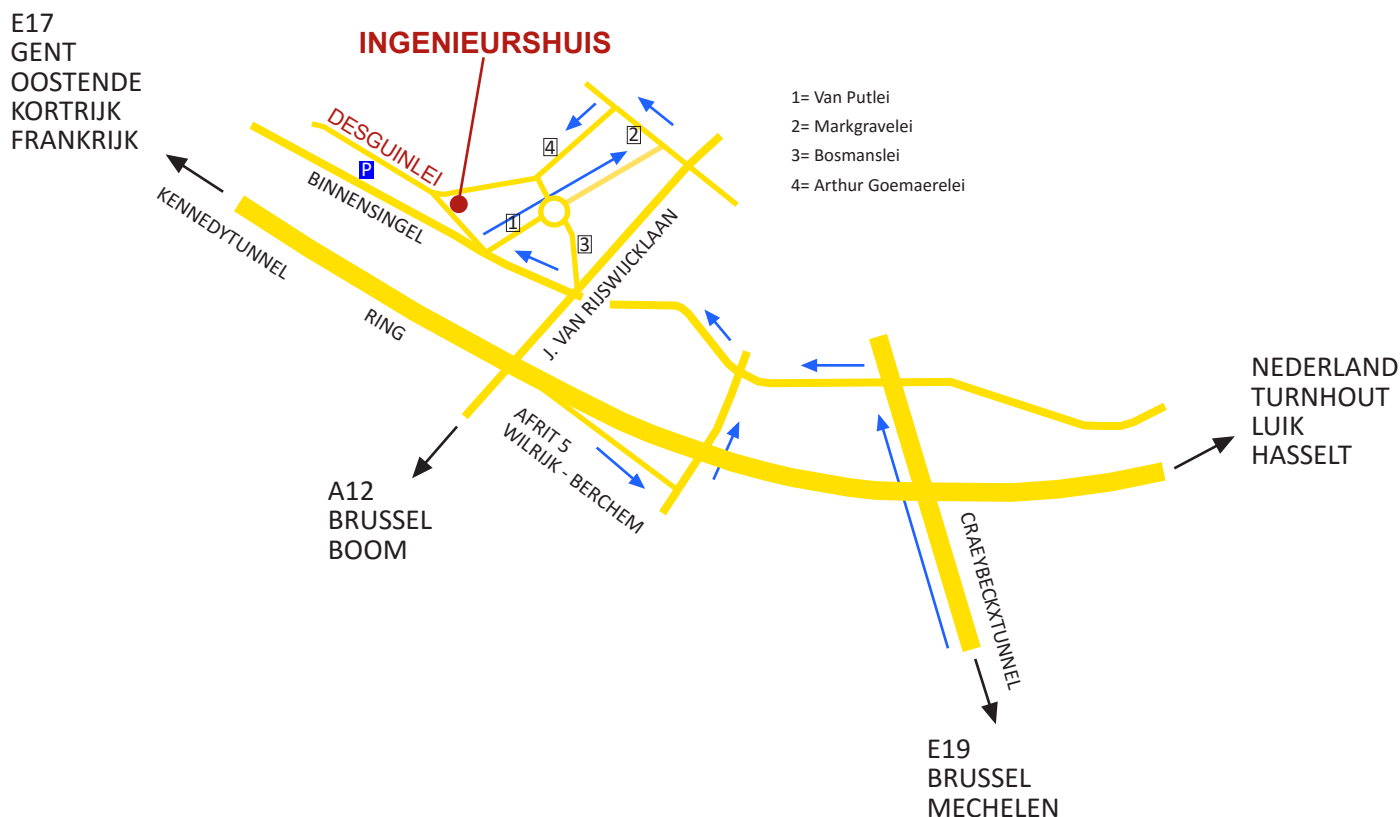 E17
GENT
OOSTENDE
KORTRIJK
FRANKRIJK
INGENIEURSHUIS
1= Van Putlei
2= Markgravelei
3= Bosmanslei
4= Arthur Goemaerelei
DESGUINLEI
P
BINNENSINGEL
4
2
1
3
KENNEDYTUNNEL
RING
J. VAN RIJSWIJCKLAAN
AFRIT 5
WILRIJK - BERCHEM
NEDERLAND
TURNHOUT
LUIK
HASSELT
A12
BRUSSEL
BOOM
CRAEYBECKXTUNNEL
E19
BRUSSEL
MECHELEN